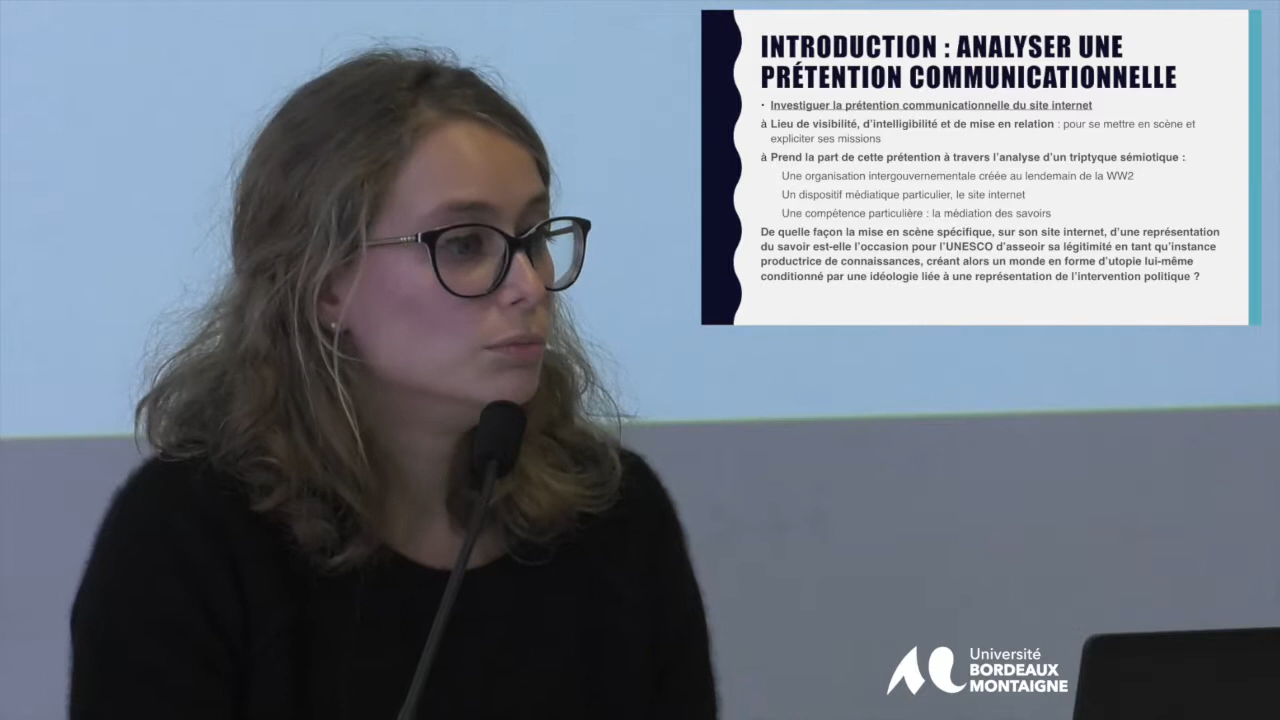 INTRODUCTION : ANALYSER UNE
PRÉTENTION COMMUNICATIONNELLE
• Investiguer la prétention communicationnelle du site internet
à Lieu de visibilité, d'intelligibilité et de mise en relation : pour se mettre en scène et
expliciter ses missions
à Prend la part de cette prétention à travers l'analyse d'un triptyque sémiotique :
Une organisation intergouvernementale créée au lendemain de la WW2
Un dispositif médiatique particulier, le site internet
Une compétence particulière : la médiation des savoirs
De quelle façon la mise en scène spécifique, sur son site internet, d'une représentation
du savoir est-elle l'occasion pour l'UNESCO d'asseoir sa légitimité en tant qu'instance
productrice de connaissances, créant alors un monde en forme d'utopie lui-même
conditionné par une idéologie liée à une représentation de l'intervention politique ?
Université
BORDEAUX
MONTAIGNE